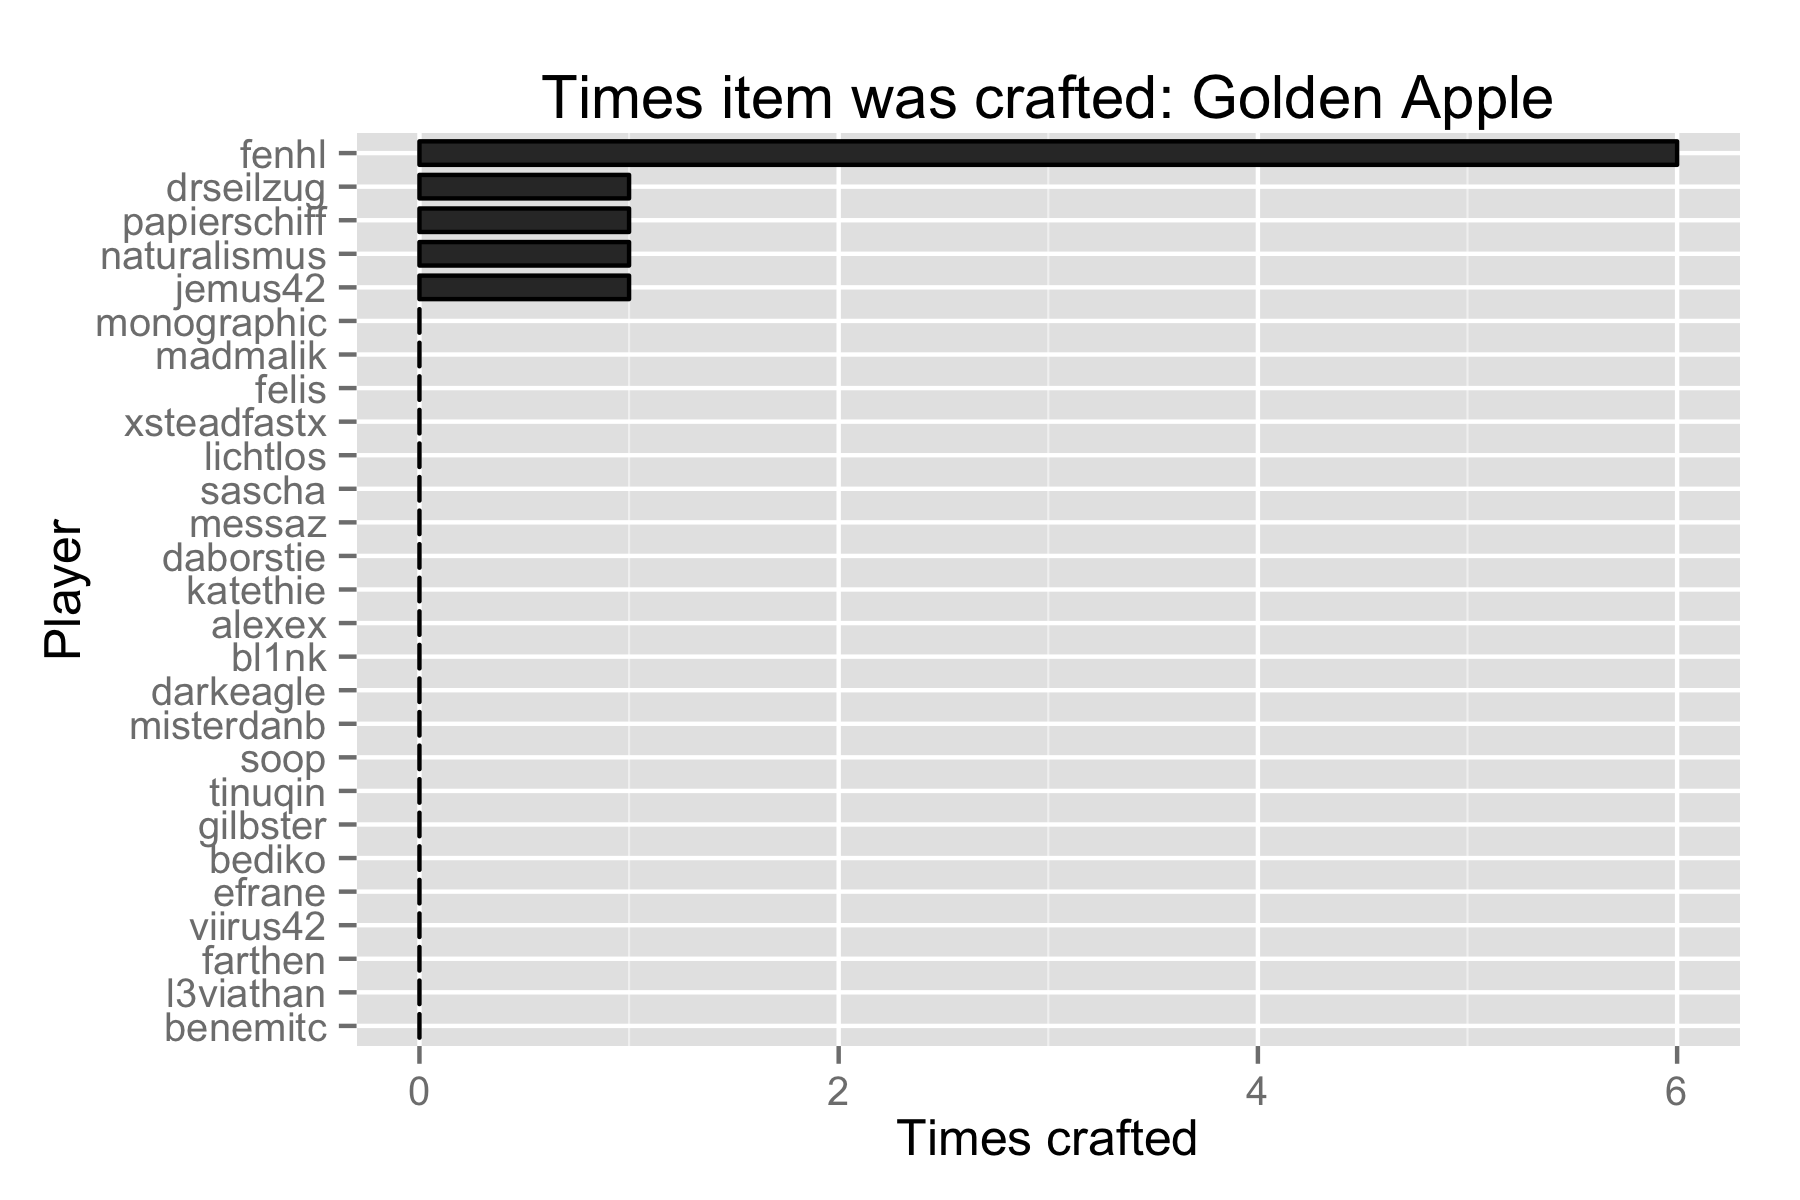 Times item was crafted: Golden Apple
fenhl
drseilzug
papierschiff
naturalismus
jemus42
monographic
madmalik
felis
xsteadfastx
lichtlos
sascha
messaz
daborstie
katethie
alexex
bl1nk
darkeagle
misterdanb
soop
tinuqin
gilbster
bediko
efrane
viirus42
farthen
l3viathan
benemitc
Player
0 2 4 6
Times crafted